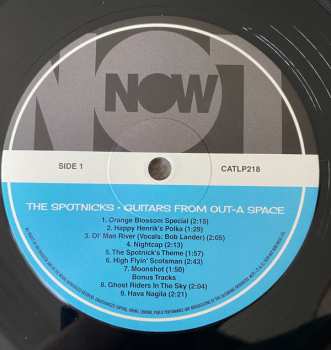 NOT
NOW
SIDE 1
CATLP218
THE SPOTNICKS - GUITARS FROM OUT-A SPACE
1. Orange Blossom Special (2:15)
2. Happy Henrik's Polka (1:29)
3. Ol' Man River (Vocals: Bob Lander) (2:05)
4. Nightcap (2:13)
5. The Spotnick's Theme (1:57)
6. High Flyin' Scotsman (2:43)
7. Moonshot (1:50)
Bonus Tracks
8. Ghost Riders In The Sky (2:04)
9. Hava Nagila (2:21)